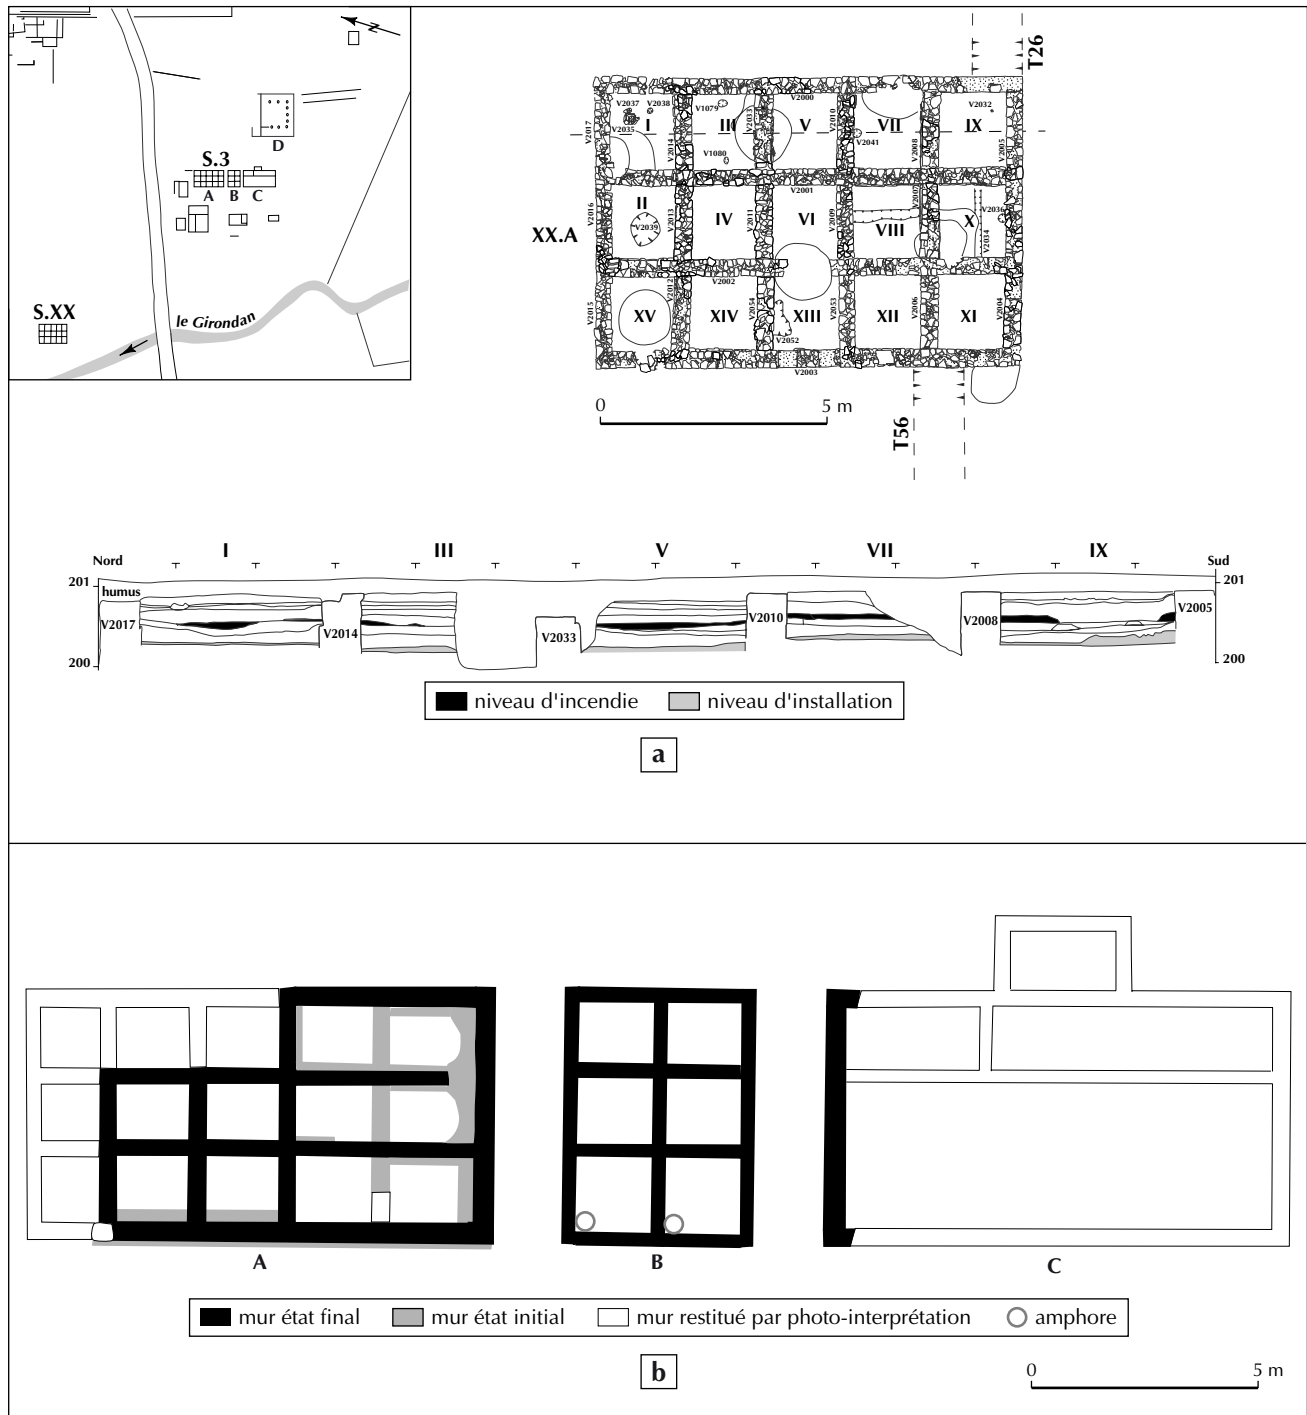 N
S.3
A B C
D
S.XX
le Girondan
T26
V2037 V2038 V1079 V2000 V2032
V2017 V2035 I V2014 III V2033 V V2010 VII V2041 V2008 IX V2005
V1080
V2001
XX.A
V2016 II V2039 V2013 IV V2011 VI V2009 VIII V2007 X V2036 V2034
V2015 XV V2012 V2002 XIV V2054 XIII V2052 V2053 XII V2006 XI V2004
V2003
0 5 m
T56
Nord I III V VII IX Sud
201 201
humus
V2017 V2014 V2033 V2010 V2008 V2005
200 200
niveau d'incendie niveau d'installation
a
A B C
mur état final mur état initial mur restitué par photo-interprétation amphore
b
0 5 m